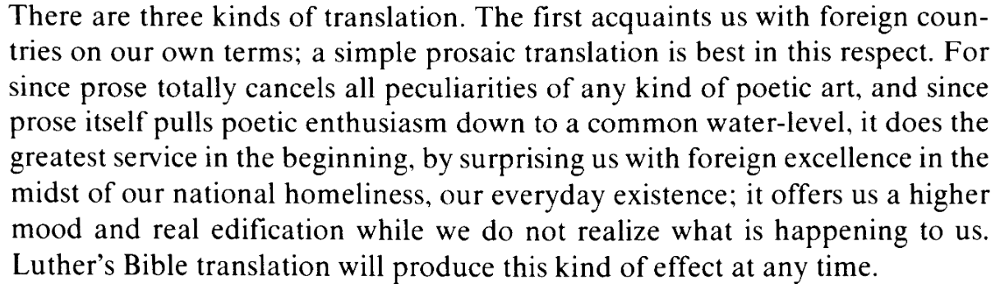 There are three kinds of translation. The first acquaints us with foreign coun-
tries on our own terms; a simple prosaic translation is best in this respect. For
since prose totally cancels all peculiarities of any kind of poetic art, and since
prose itself pulls poetic enthusiasm down to a common water-level, it does the
greatest service in the beginning, by surprising us with foreign excellence in the
midst of our national homeliness, our everyday existence; it offers us a higher
mood and real edification while we do not realize what is happening to us.
Luther's Bible translation will produce this kind of effect at any time.